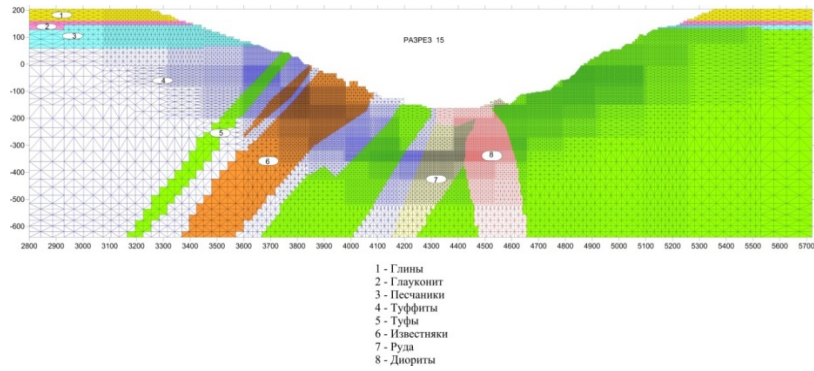 РАЗРЕЗ 15
200
100
0
-100
-200
-300
-400
-500
-600
1
2
3
4
5
6
7
8
2800 2900 3000 3100 3200 3300 3400 3500 3600 3700 3800 3900 4000 4100 4200 4300 4400 4500 4600 4700 4800 4900 5000 5100 5200 5300 5400 5500 5600 5700
1 - Глины
2 - Глауконит
3 - Песчаники
4 - Туффиты
5 - Туфы
6 - Известняки
7 - Руда
8 - Диориты